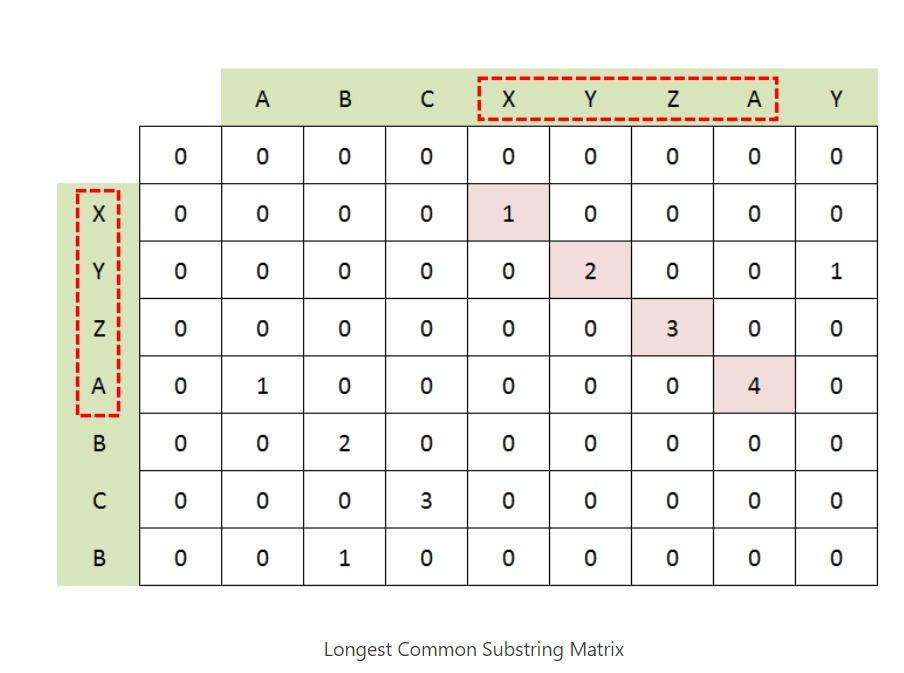 A B C X Y Z A Y
0 0 0 0 0 0 0 0 0
X 0 0 0 0 1 0 0 0 0
Y 0 0 0 0 0 2 0 0 1
Z 0 0 0 0 0 0 3 0 0
A 0 1 0 0 0 0 0 4 0
B 0 0 2 0 0 0 0 0 0
C 0 0 0 3 0 0 0 0 0
B 0 0 1 0 0 0 0 0 0
Longest Common Substring Matrix